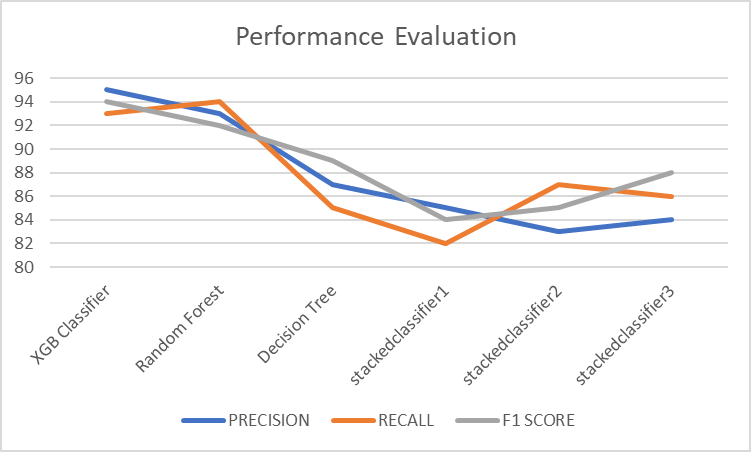 Performance Evaluation
96
94
92
90
88
86
84
82
80
XGB Classifier
Random Forest
Decision Tree
stackedclassifier1
stackedclassifier2
stackedclassifier3
PRECISION RECALL F1 SCORE